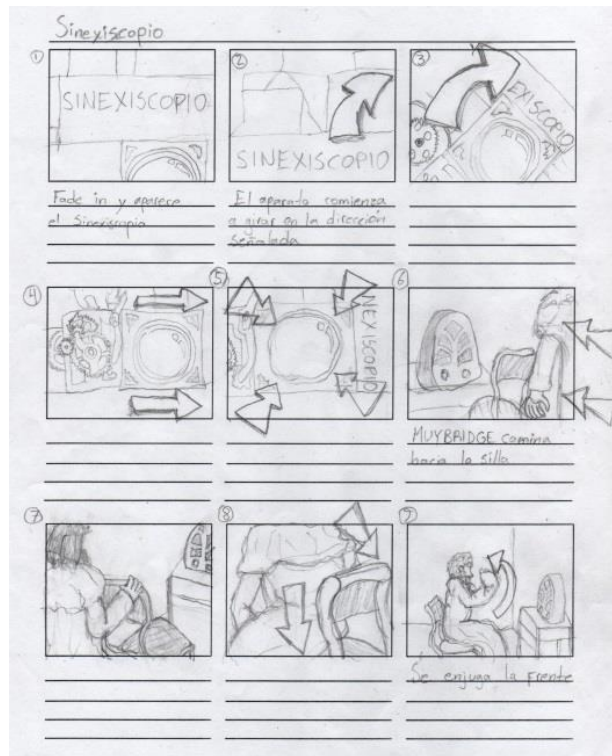 Sinexiscopio
① ② ③
SINEXISCOPIO
SINEXISCOPIO
EXISCOPIO
Fade in y aparece
el Sinexiscopio
El aparato comienza
a girar en la dirección
señalada
④ ⑤ ⑥
NEXISCOPIO
MUYBRIDGE camina
hacia la silla
⑦ ⑧ 9
Se enjuga la frente